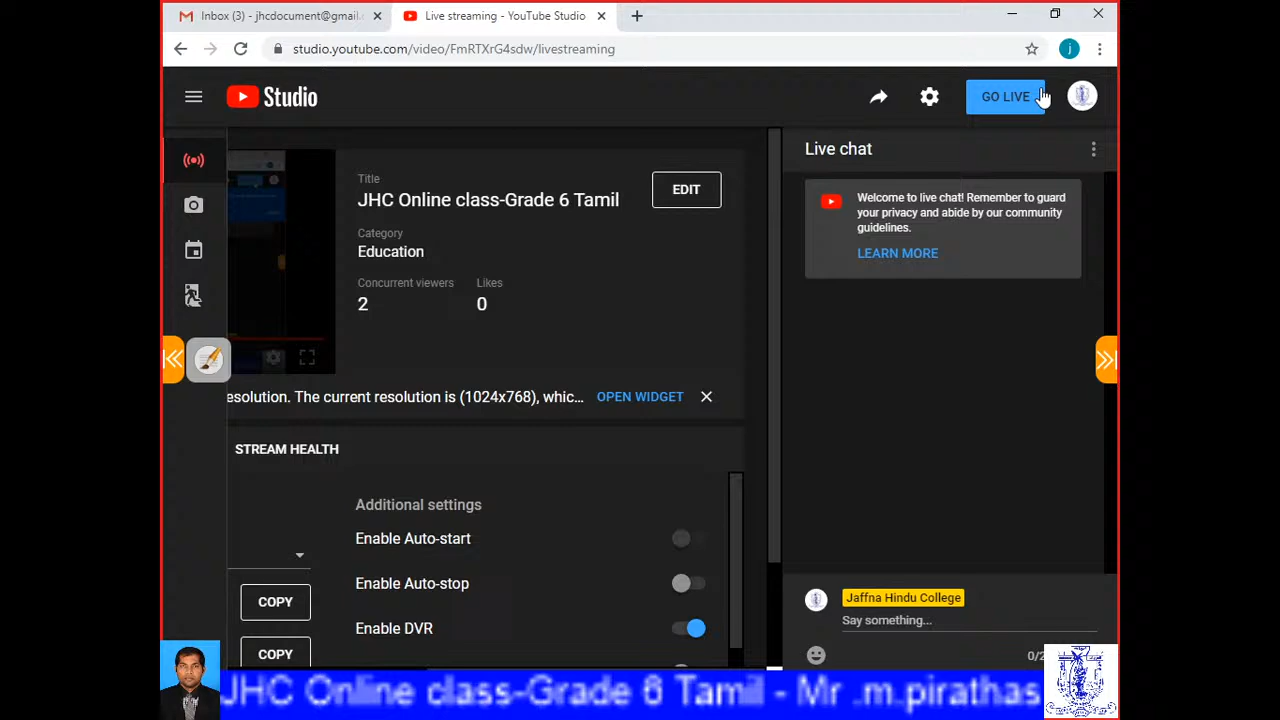 Inbox (3) - jhcdocument@gmail.
Live streaming - YouTube Studio
studio.youtube.com/video/FmRTXrG4sdw/livestreaming
j
Studio
GO LIVE
Title
JHC Online class-Grade 6 Tamil
EDIT
Category
Education
Concurrent viewers
Likes
2
0
esolution. The current resolution is (1024x768), whic...
OPEN WIDGET
STREAM HEALTH
Additional settings
Enable Auto-start
Enable Auto-stop
COPY
Enable DVR
COPY
Live chat
Welcome to live chat! Remember to guard
your privacy and abide by our community
guidelines.
LEARN MORE
Jaffna Hindu College
Say something...
0/2
JHC Online class-Grade 6 Tamil - Mr .m.pirathas